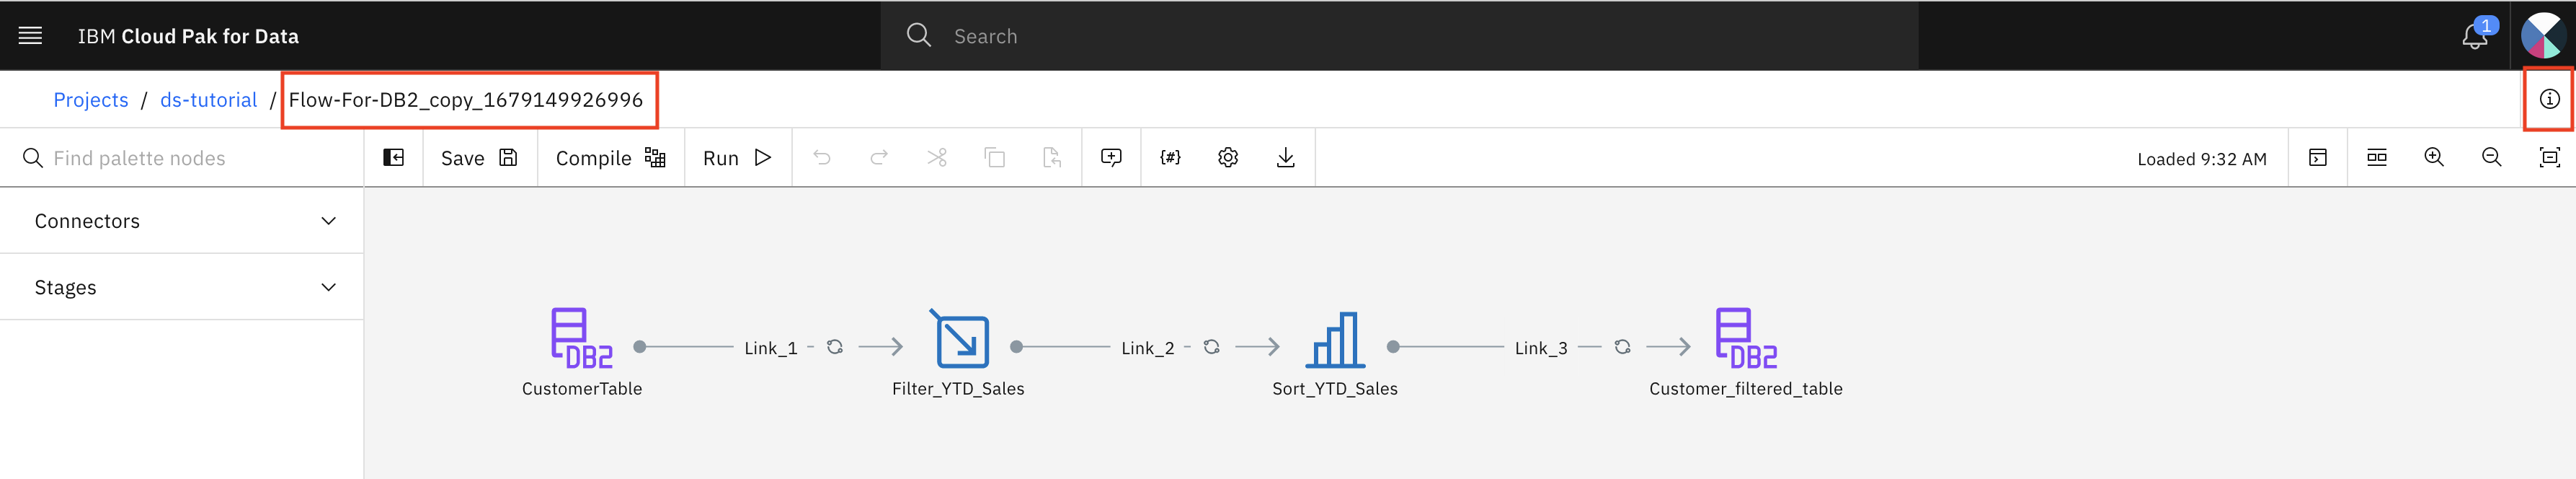 IBM Cloud Pak for Data
Search
1
Projects / ds-tutorial / Flow-For-DB2_copy_1679149926996
Find palette nodes
Save
Compile
Run
{#}
Loaded 9:32 AM
Connectors
Stages
DB2
CustomerTable
Link_1
Filter_YTD_Sales
Link_2
Sort_YTD_Sales
Link_3
DB2
Customer_filtered_table